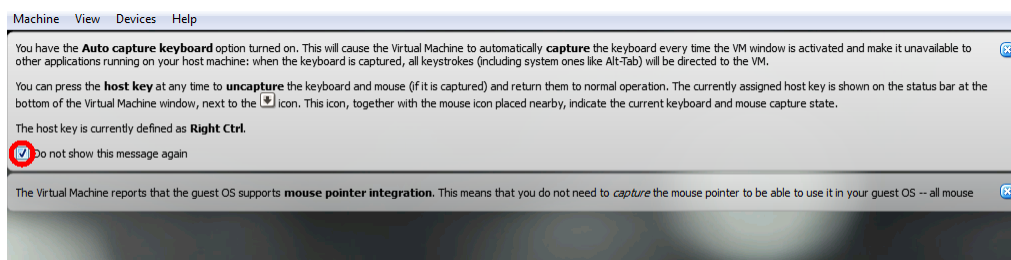 Machine View Devices Help
You have the Auto capture keyboard option turned on. This will cause the Virtual Machine to automatically capture the keyboard every time the VM window is activated and make it unavailable to
other applications running on your host machine: when the keyboard is captured, all keystrokes (including system ones like Alt-Tab) will be directed to the VM.
You can press the host key at any time to uncapture the keyboard and mouse (if it is captured) and return them to normal operation. The currently assigned host key is shown on the status bar at the
bottom of the Virtual Machine window, next to the icon. This icon, together with the mouse icon placed nearby, indicate the current keyboard and mouse capture state.
The host key is currently defined as Right Ctrl.
Do not show this message again
The Virtual Machine reports that the guest OS supports mouse pointer integration. This means that you do not need to capture the mouse pointer to be able to use it in your guest OS -- all mouse